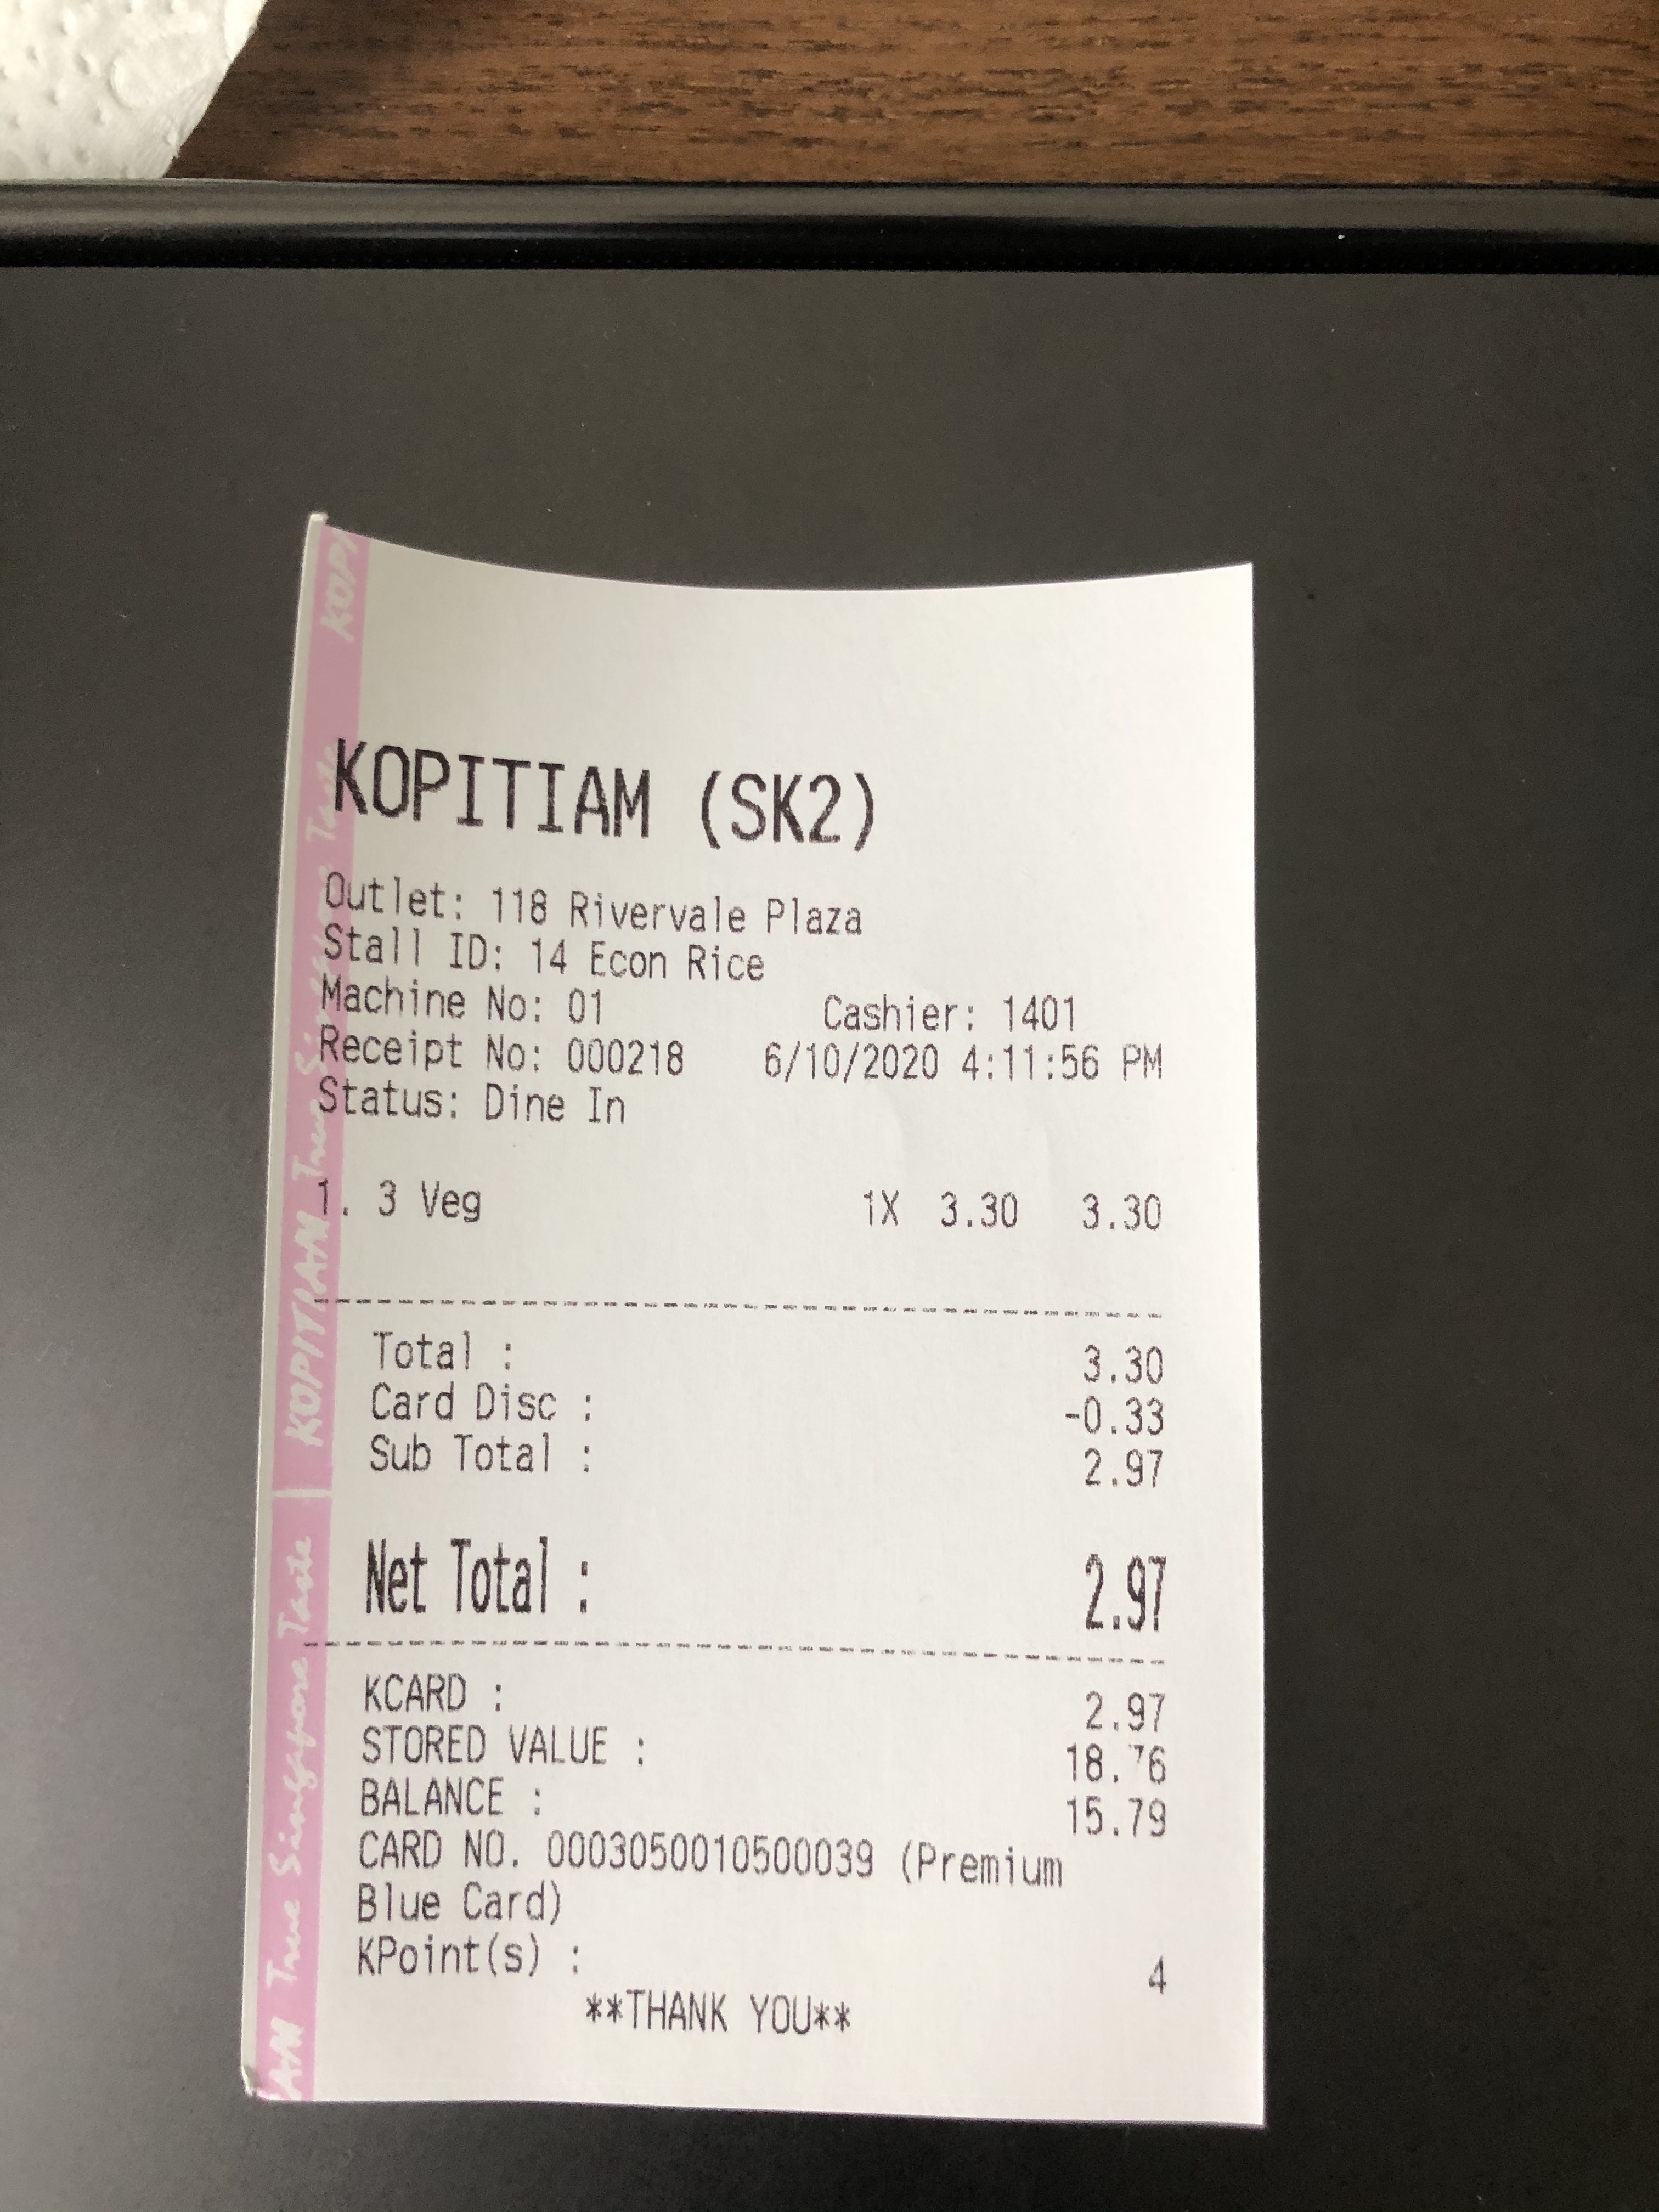 KOPITIAM (SK2)
Outlet: 118 Rivervale Plaza
Stall ID: 14 Econ Rice
Machine No: 01 Cashier: 1401
Receipt No: 000218 6/10/2020 4:11:56 PM
Status: Dine In
1. 3 Veg 1X 3.30 3.30
Total : 3.30
Card Disc : -0.33
Sub Total : 2.97
Net Total : 2.97
KCARD : 2.97
STORED VALUE : 18.76
BALANCE : 15.79
CARD NO. 0003050010500039 (Premium
Blue Card)
KPoint(s) : 4
**THANK YOU**
AN True Singapore Taste
KOPITIAM True Singapore Taste
KOPI